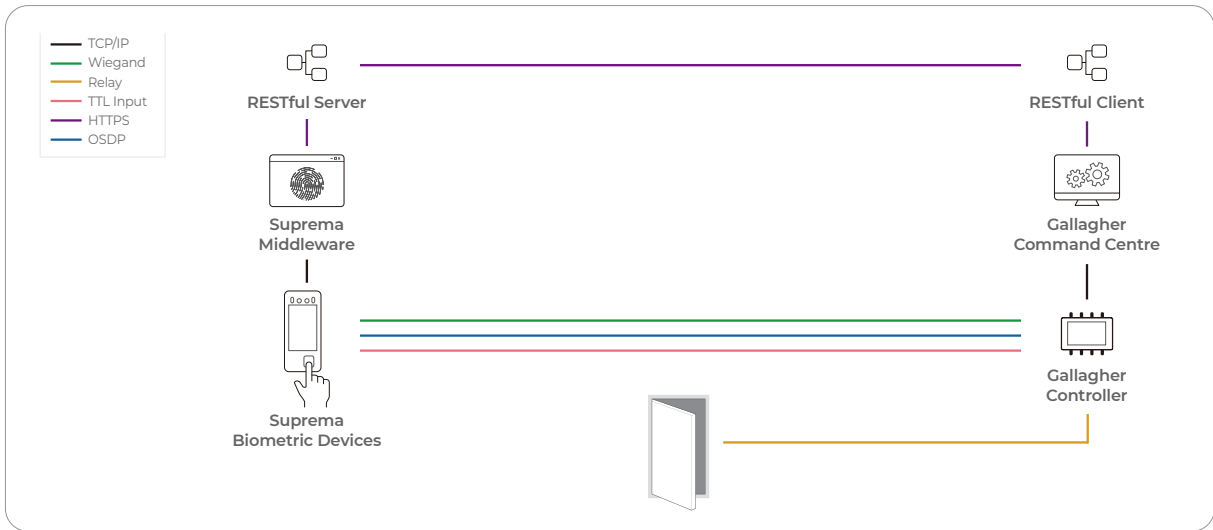 TCP/IP
Wiegand
Relay
TTL Input
HTTPS
OSDP
RESTful Server
RESTful Client
Suprema
Middleware
Gallagher
Command Centre
Suprema
Biometric Devices
Gallagher
Controller